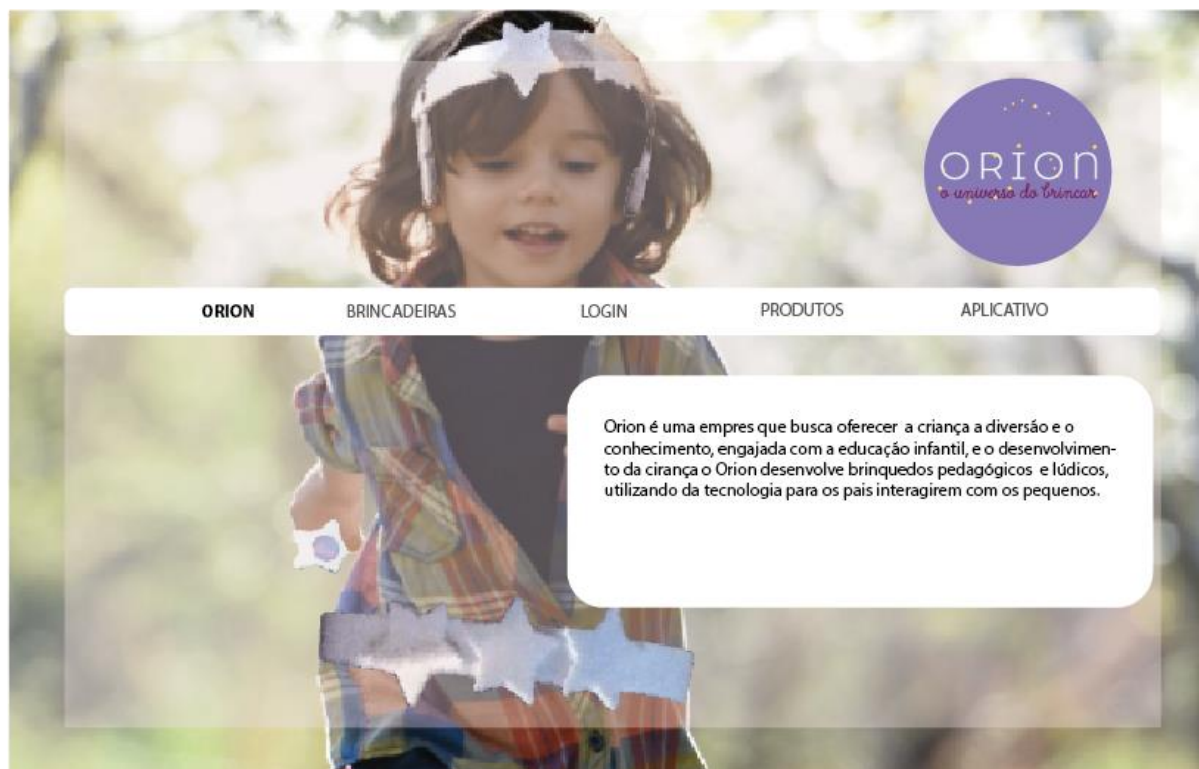 ORION
o universo do brincar
ORION BRINCADEIRAS LOGIN PRODUTOS APLICATIVO
Orion é uma empres que busca oferecer a criança a diversão e o
conhecimento, engajada com a educação infantil, e o desenvolvimen-
to da cirança o Orion desenvolve brinquedos pedagógicos e lúdicos,
utilizando da tecnologia para os pais interagirem com os pequenos.